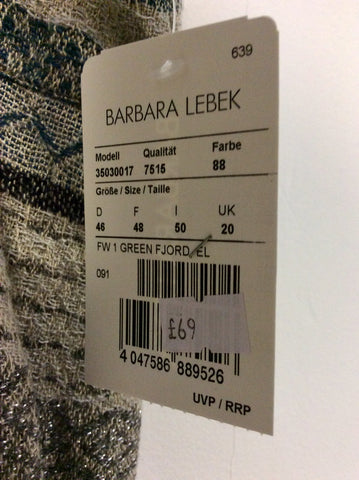 639
BARBARA LEBEK
Modell Qualität Farbe
35030017 7515 88
Größe / Size / Taille
D F I UK
46 48 50 20
FW 1 GREEN FJORD EL
091
£69
4 047586 889526
UVP / RRP